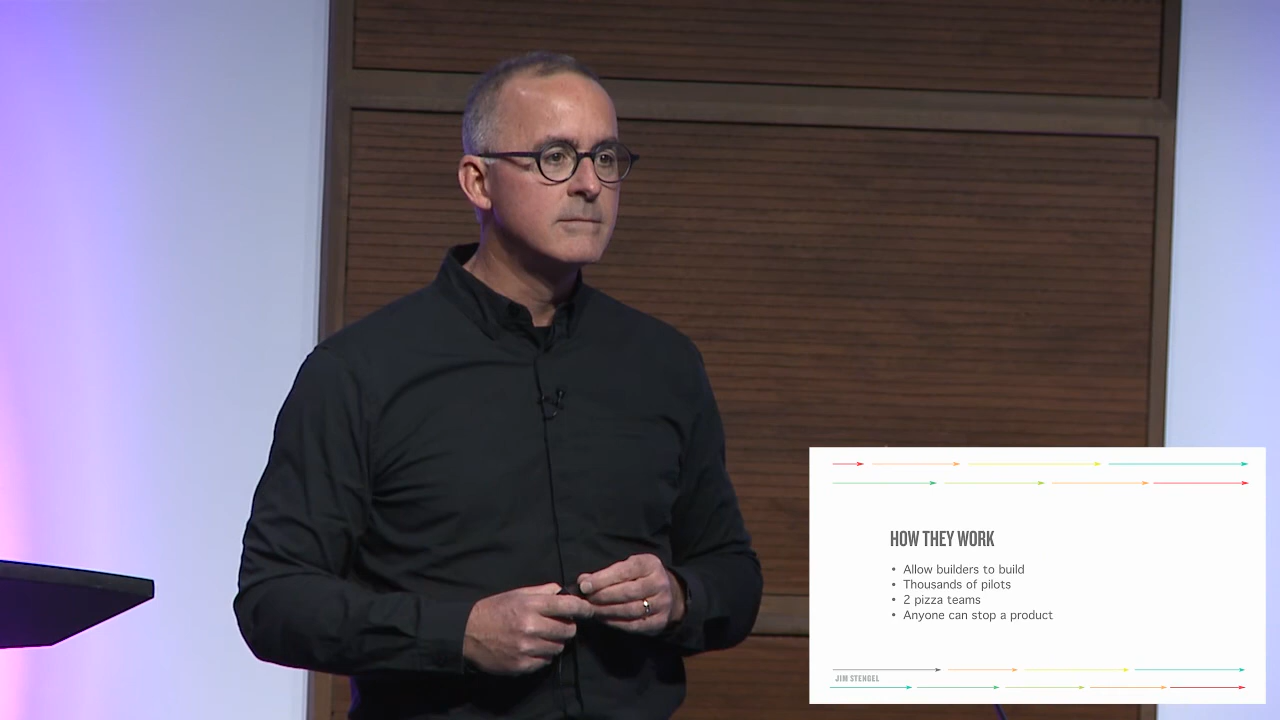 HOW THEY WORK
• Allow builders to build
• Thousands of pilots
• 2 pizza teams
• Anyone can stop a product
JIM STENGEL